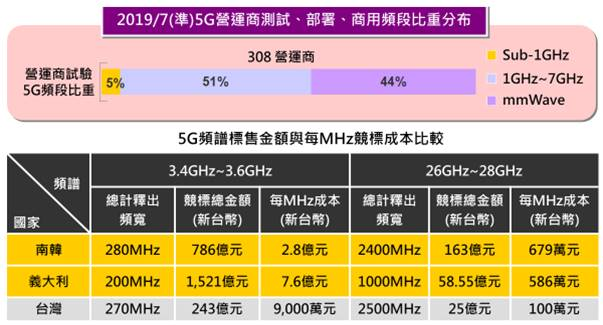 2019/7(準)5G營運商測試、部署、商用頻段比重分布
308 營運商
營運商試驗
5G頻段比重
5% 51% 44%
Sub-1GHz
1GHz~7GHz
mmWave
5G頻譜標售金額與每MHz競標成本比較
頻譜
國家
3.4GHz~3.6GHz 26GHz~28GHz
總計釋出
頻寬
競標總金額
(新台幣)
每MHz成本
(新台幣)
總計釋出
頻寬
競標總金額
(新台幣)
每MHz成本
(新台幣)
南韓 280MHz 786億元 2.8億元 2400MHz 163億元 679萬元
義大利 200MHz 1,521億元 7.6億元 1000MHz 58.55億元 586萬元
台灣 270MHz 243億元 9,000萬元 2500MHz 25億元 100萬元